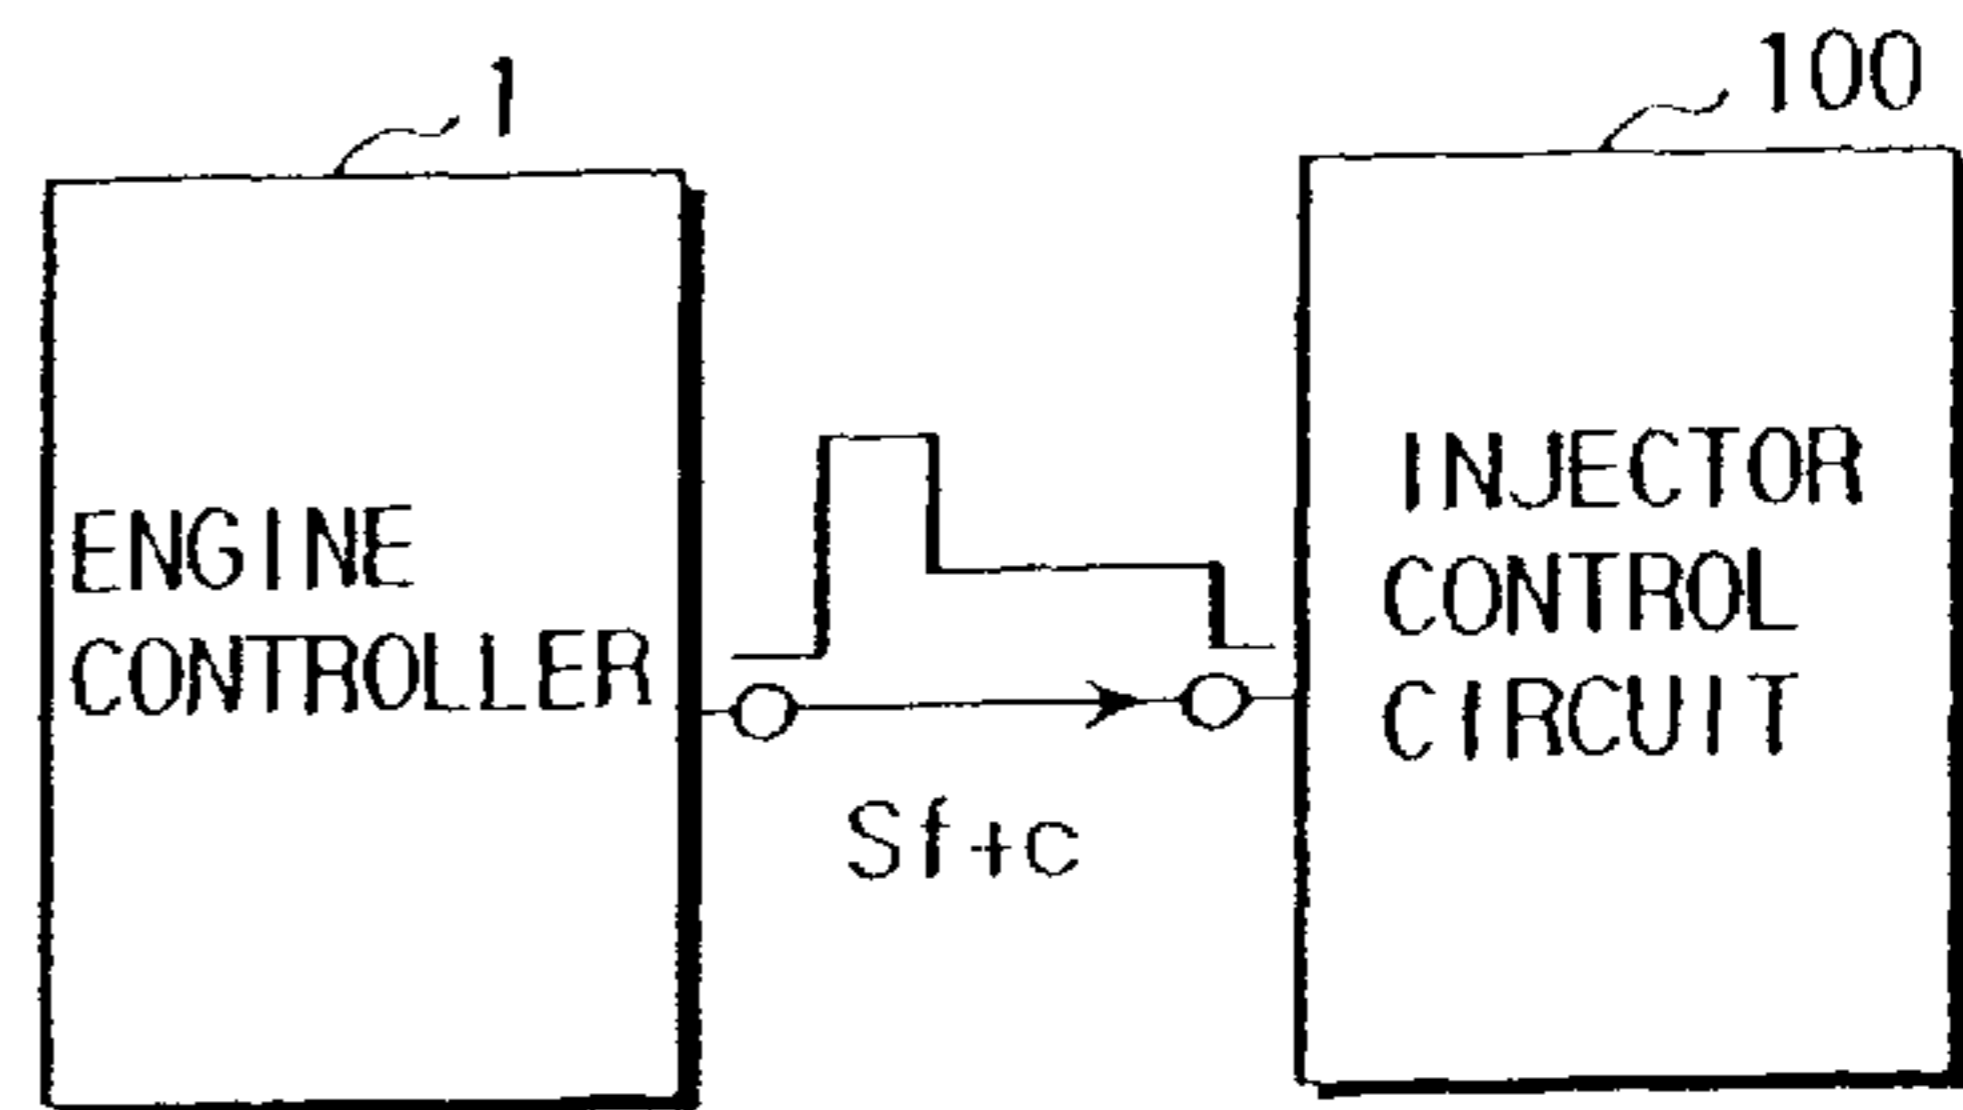 1
100
ENGINE
CONTROLLER
Sf+c
INJECTOR
CONTROL
CIRCUIT